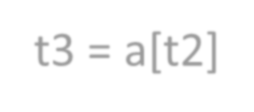 t3 = a[t2]